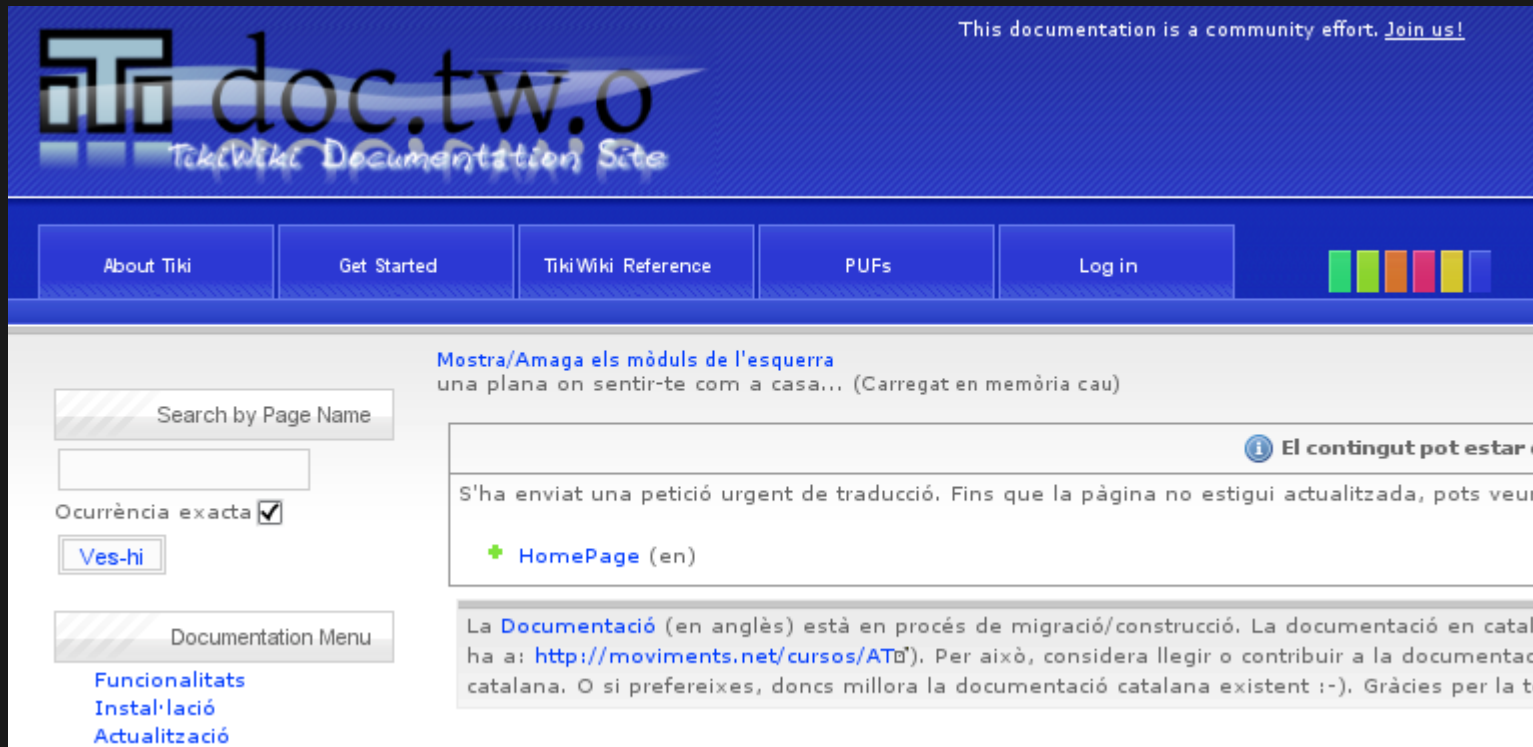 This documentation is a community effort. Join us!
doc.tw.o
TikiWiki Documentation Site
About Tiki
Get Started
TikiWiki Reference
PUFs
Log in
Mostra/Amaga els mòduls de l'esquerra
una plana on sentir-te com a casa... (Carregat en memòria cau)
Search by Page Name
Ocurrència exacta
Ves-hi
El contingut pot estar
S'ha enviat una petició urgent de traducció. Fins que la pàgina no estigui actualitzada, pots
HomePage (en)
Documentation Menu
Funcionalitats
Instal·lació
Actualització
La Documentació (en anglès) està en procés de migració/construcció. La documentació en
ha a: http://moviments.net/cursos/AT). Per això, considera llegir o contribuir a la
catalana. O si prefereixes, doncs millora la documentació catalana existent :-). Gràcies per la